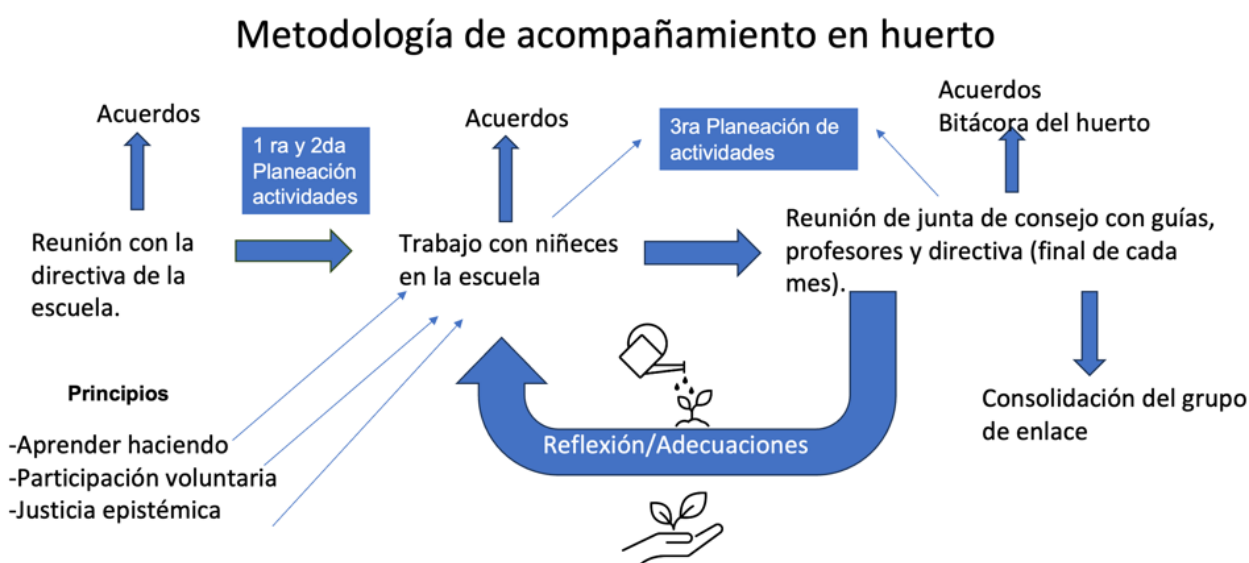 Metodología de acompañamiento en huerto
Acuerdos
1 ra y 2da
Planeación
actividades
Acuerdos
3ra Planeación de
actividades
Acuerdos
Bitácora del huerto
Reunión con la
directiva de la
escuela.
Trabajo con niñeces
en la escuela
Reunión de junta de consejo con guías,
profesores y directiva (final de cada
mes).
Principios
-Aprender haciendo
-Participación voluntaria
-Justicia epistémica
Reflexión/Adecuaciones
Consolidación del grupo
de enlace